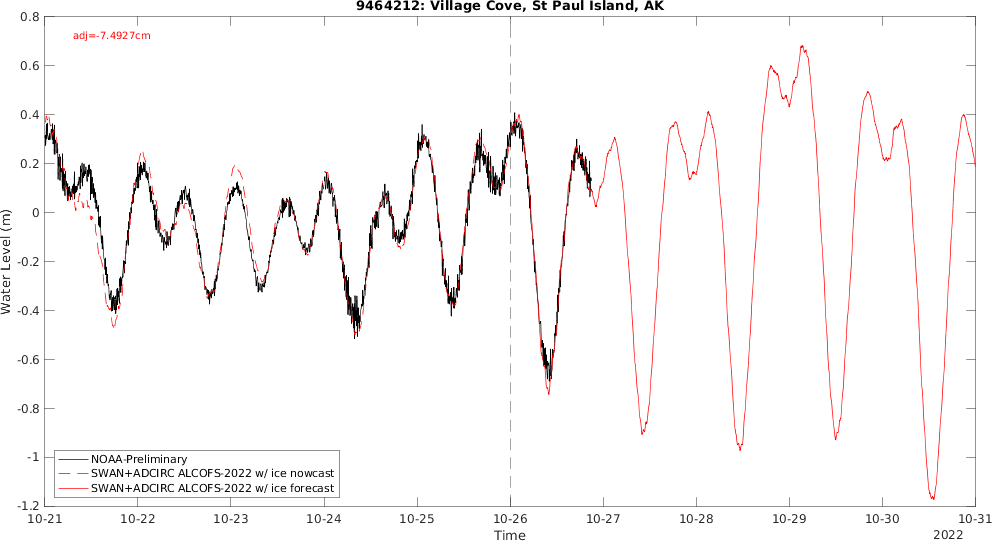 9464212: Village Cove, St Paul Island, AK
adj=-7.4927cm
Water Level (m)
0.8
0.6
0.4
0.2
0
-0.2
-0.4
-0.6
-0.8
-1
-1.2
NOAA-Preliminary
SWAN+ADCIRC ALCOFS-2022 w/ ice nowcast
SWAN+ADCIRC ALCOFS-2022 w/ ice forecast
10-21 10-22 10-23 10-24 10-25 10-26 10-27 10-28 10-29 10-30 10-31
Time
2022